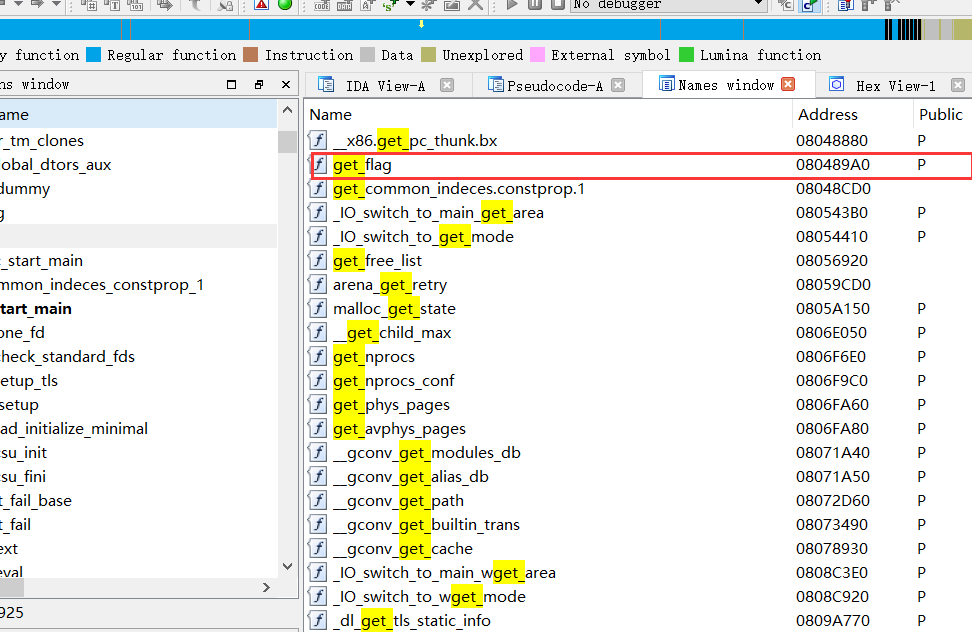 No debugger
y function Regular function Instruction Data Unexplored External symbol Lumina function
ns window
IDA View-A Pseudocode-A Names window Hex View-1
ame
r_tm_clones
lobal_dtors_aux
dummy
g
_start_main
mmon_indeces_constprop_1
tart_main
one_fd
check_standard_fds
etup_tls
setup
ad_initialize_minimal
su_init
su_fini
t_fail_base
t_fail
ext
eval
925
Name Address Public
__x86.get_pc_thunk.bx 08048880 P
get_flag 080489A0 P
get_common_indeces.constprop.1 08048CD0
_IO_switch_to_main_get_area 080543B0 P
_IO_switch_to_get_mode 08054410 P
get_free_list 08056920
arena_get_retry 08059CD0
malloc_get_state 0805A150 P
__get_child_max 0806E050 P
get_nprocs 0806F6E0 P
get_nprocs_conf 0806F9C0 P
get_phys_pages 0806FA60 P
get_avphys_pages 0806FA80 P
__gconv_get_modules_db 08071A40 P
__gconv_get_alias_db 08071A50 P
__gconv_get_path 08072D60 P
__gconv_get_builtin_trans 08073490 P
__gconv_get_cache 08078930 P
_IO_switch_to_main_wget_area 0808C3E0 P
_IO_switch_to_wget_mode 0808C920 P
_dl_get_tls_static_info 0809A770 P